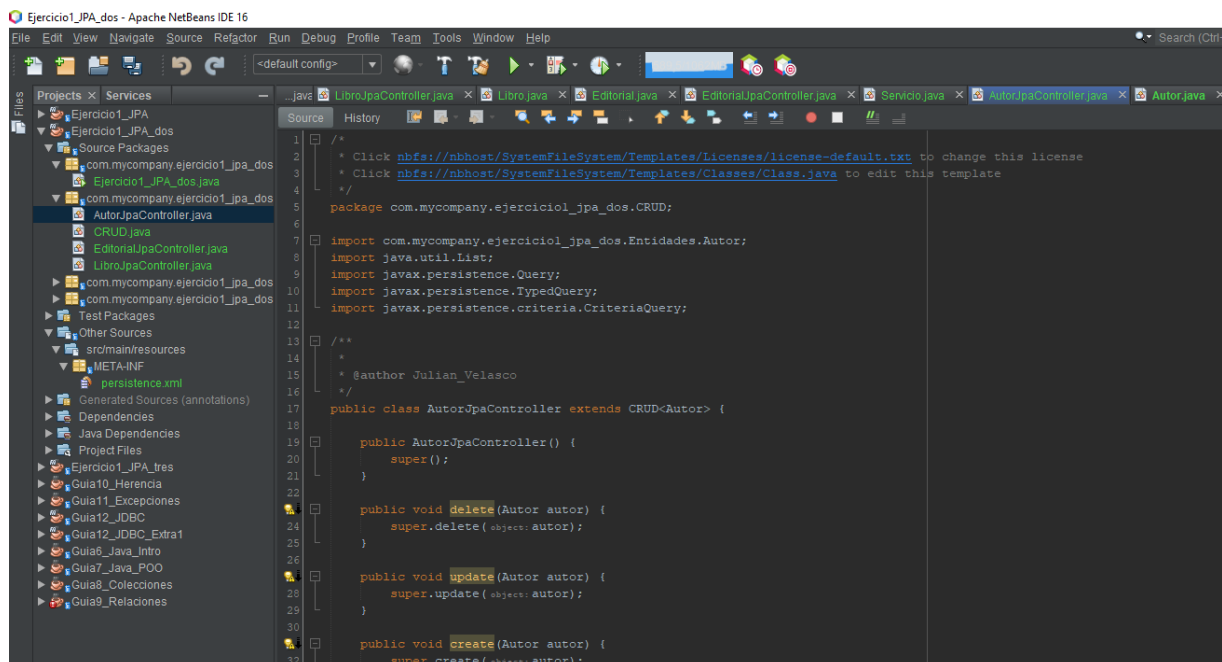 Ejercicio1_JPA_dos - Apache NetBeans IDE 16
File Edit View Navigate Source Refactor Run Debug Profile Team Tools Window Help
Search (Ctrl-
<default config>
Files
Projects × Services
...java LibroJpaController.java × Libro.java × Editorial.java × EditorialJpaController.java × Servicio.java × AutorJpaController.java × Autor.java ×
Source History
Ejercicio1_JPA
Ejercicio1_JPA_dos
Source Packages
com.mycompany.ejercicio1_jpa_dos
Ejercicio1_JPA_dos.java
com.mycompany.ejercicio1_jpa_dos
AutorJpaController.java
CRUD.java
EditorialJpaController.java
LibroJpaController.java
com.mycompany.ejercicio1_jpa_dos
com.mycompany.ejercicio1_jpa_dos
Test Packages
Other Sources
src/main/resources
META-INF
persistence.xml
Generated Sources (annotations)
Dependencies
Java Dependencies
Project Files
Ejercicio1_JPA_tres
Guia10_Herencia
Guia11_Excepciones
Guia12_JDBC
Guia12_JDBC_Extra1
Guia6_Java_Intro
Guia7_Java_POO
Guia8_Colecciones
Guia9_Relaciones
1 /*
2 * Click nbfs://nbhost/SystemFileSystem/Templates/Licenses/license-default.txt to change this license
3 * Click nbfs://nbhost/SystemFileSystem/Templates/Classes/Class.java to edit this template
4 */
5 package com.mycompany.ejercicio1_jpa_dos.CRUD;
6
7 import com.mycompany.ejercicio1_jpa_dos.Entidades.Autor;
8 import java.util.List;
9 import javax.persistence.Query;
10 import javax.persistence.TypedQuery;
11 import javax.persistence.criteria.CriteriaQuery;
12
13 /**
14 *
15 * @author Julian_Velasco
16 */
17 public class AutorJpaController extends CRUD<Autor> {
18
19 public AutorJpaController() {
20 super();
21 }
22
public void delete(Autor autor) {
24 super.delete(object: autor);
25 }
26
public void update(Autor autor) {
28 super.update(object: autor);
29 }
30
public void create(Autor autor) {
32 super.create(object: autor);